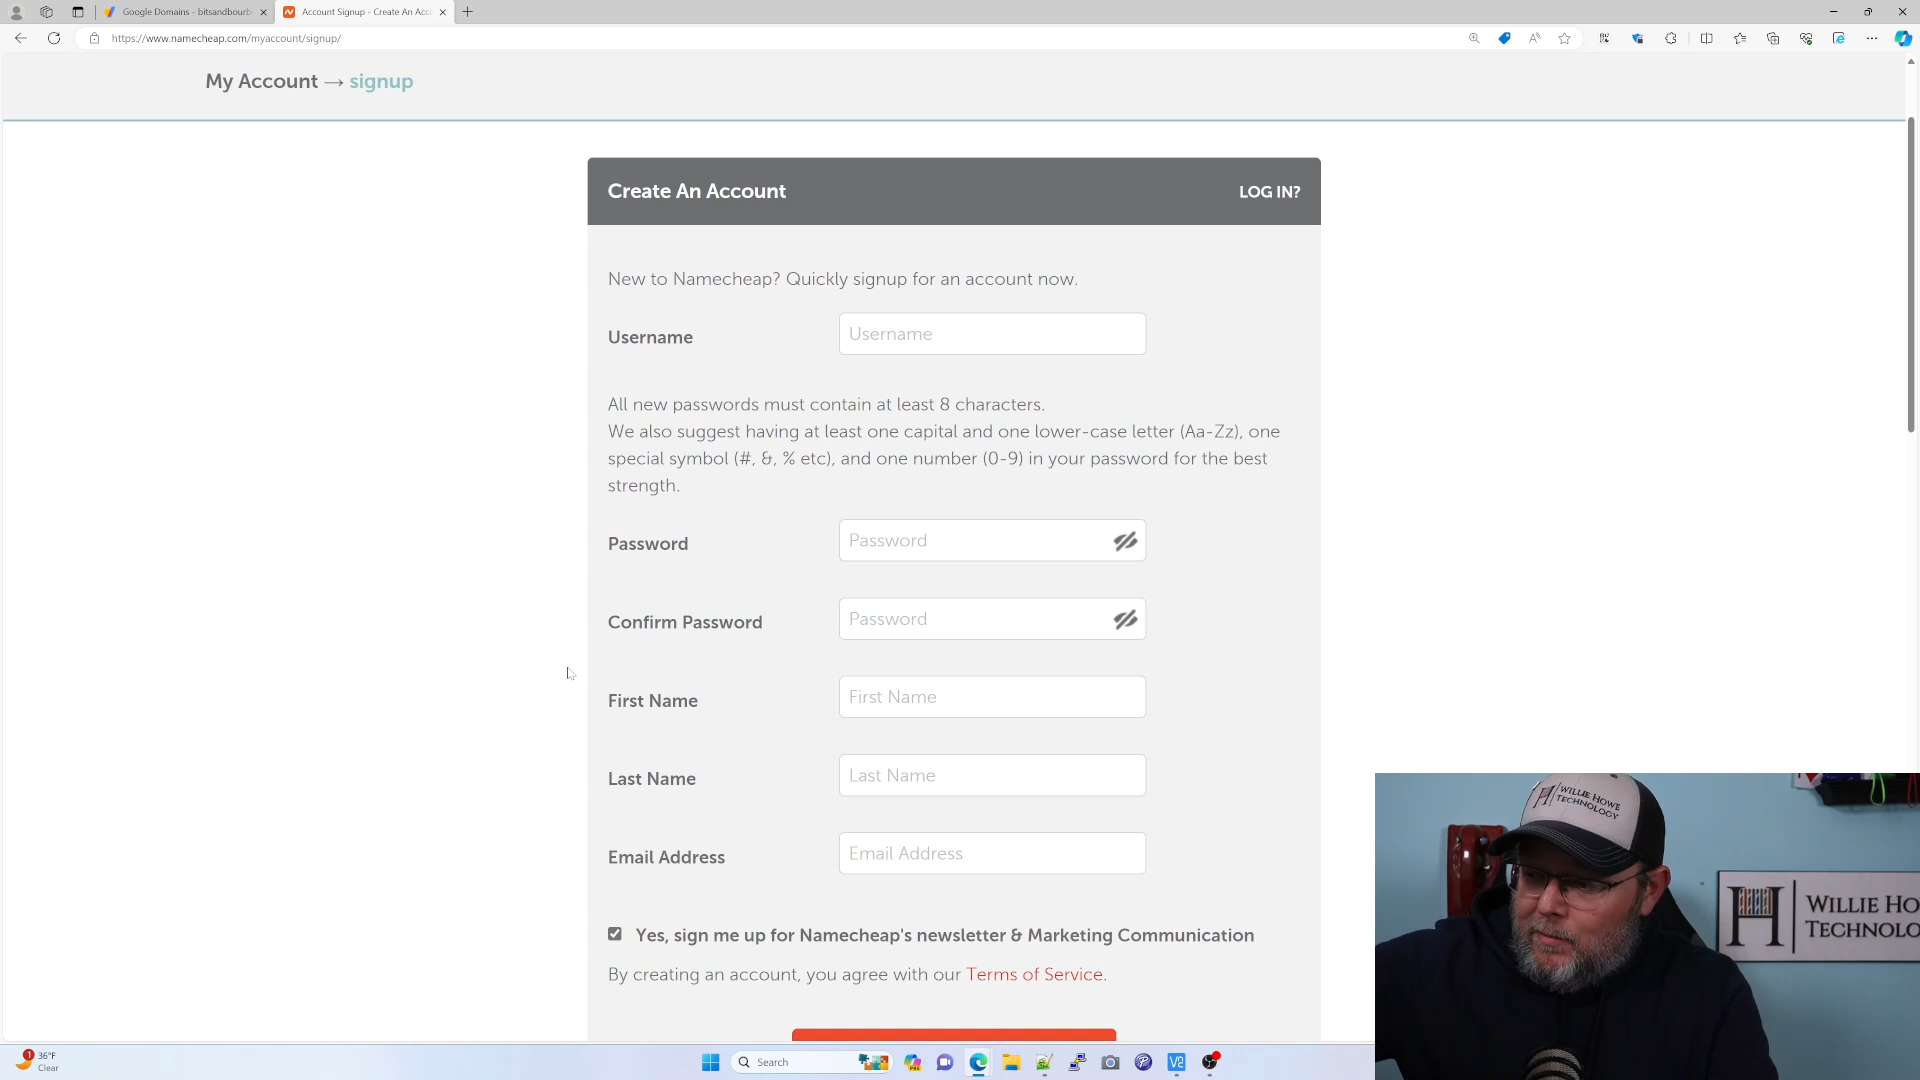 Google Domains - bitsandbourb
Account Signup - Create An Acc
https://www.namecheap.com/myaccount/signup/
My Account → signup
Create An Account
LOG IN?
New to Namecheap? Quickly signup for an account now.
Username
Username
All new passwords must contain at least 8 characters.
We also suggest having at least one capital and one lower-case letter (Aa-Zz), one
special symbol (#, &, % etc), and one number (0-9) in your password for the best
strength.
Password
Password
Confirm Password
Password
First Name
First Name
Last Name
Last Name
Email Address
Email Address
Yes, sign me up for Namecheap's newsletter & Marketing Communication
By creating an account, you agree with our Terms of Service.
WILLIE HOWE
TECHNOLOGY
H
WILLIE HO
TECHNOLO
1
36°F
Clear
Search